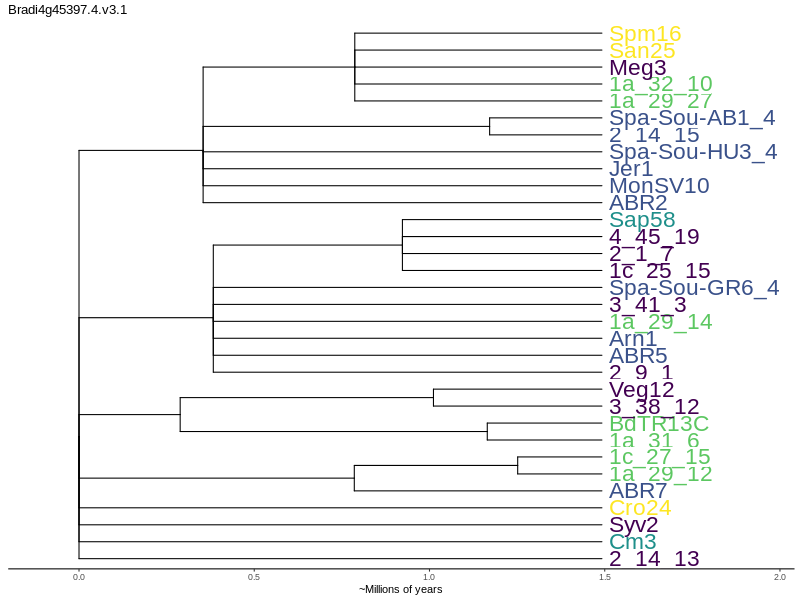 Bradi4g45397.4.v3.1
Spm16
San25
Meg3
1a_32_10
1a_29_27
Spa-Sou-AB1_4
2_14_15
Spa-Sou-HU3_4
Jer1
MonSV10
ABR2
Sap58
4_45_19
2_1_7
1c_25_15
Spa-Sou-GR6_4
3_41_3
1a_29_14
Arn1
ABR5
2_9_1
Veg12
3_38_12
BdTR13C
1a_31_6
1c_27_15
1a_29_12
ABR7
Cro24
Syv2
Cm3
2_14_13
0.0 0.5 1.0 1.5 2.0
~Millions of years